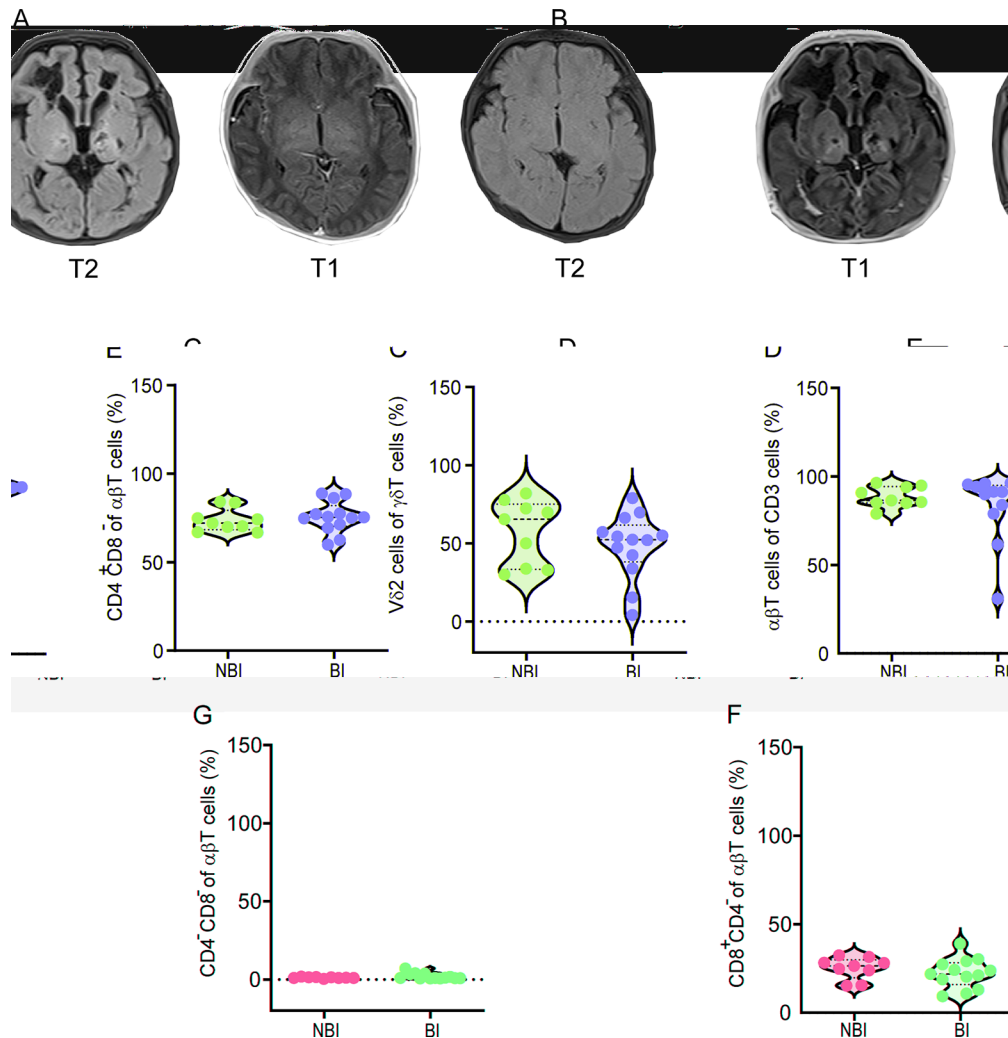 A
B
T2
T1
T2
T1
E
C
D
D
E
150
100
50
0
CD4⁺CD8⁻of αβT cells (%)
NBI
BI
150
100
50
0
Vδ2 cells of γδT cells (%)
NBI
BI
150
100
50
0
αβT cells of CD3 cells (%)
NBI
BI
G
150
100
50
0
CD4⁻CD8⁻of αβT cells (%)
NBI
BI
F
150
100
50
0
CD8⁺CD4⁻of αβT cells (%)
NBI
BI